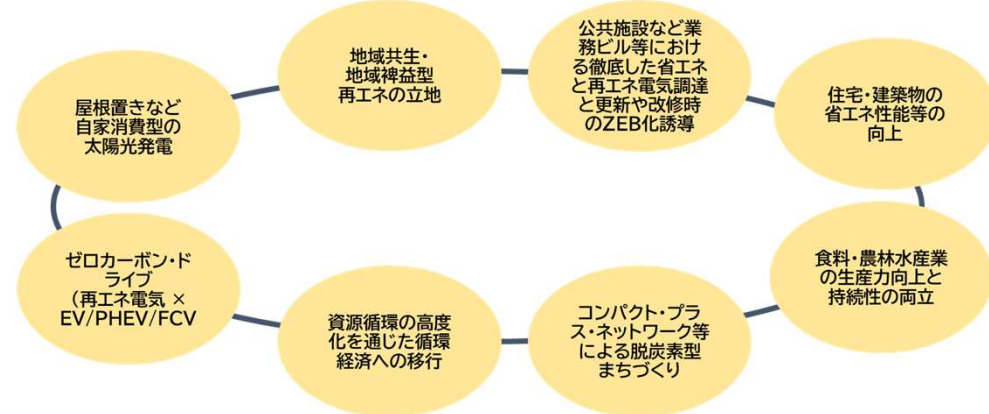 屋根置きなど
自家消費型の
太陽光発電
地域共生・
地域裨益型
再エネの立地
公共施設など業
務ビル等におけ
る徹底した省エネ
と再エネ電気調達
と更新や改修時
のZEB化誘導
住宅・建築物の
省エネ性能等の
向上
食料・農林水産業
の生産力向上と
持続性の両立
コンパクト・プラ
ス・ネットワーク等
による脱炭素型
まちづくり
資源循環の高度
化を通じた循環
経済への移行
ゼロカーボン・ド
ライブ
（再エネ電気 ×
EV/PHEV/FCV